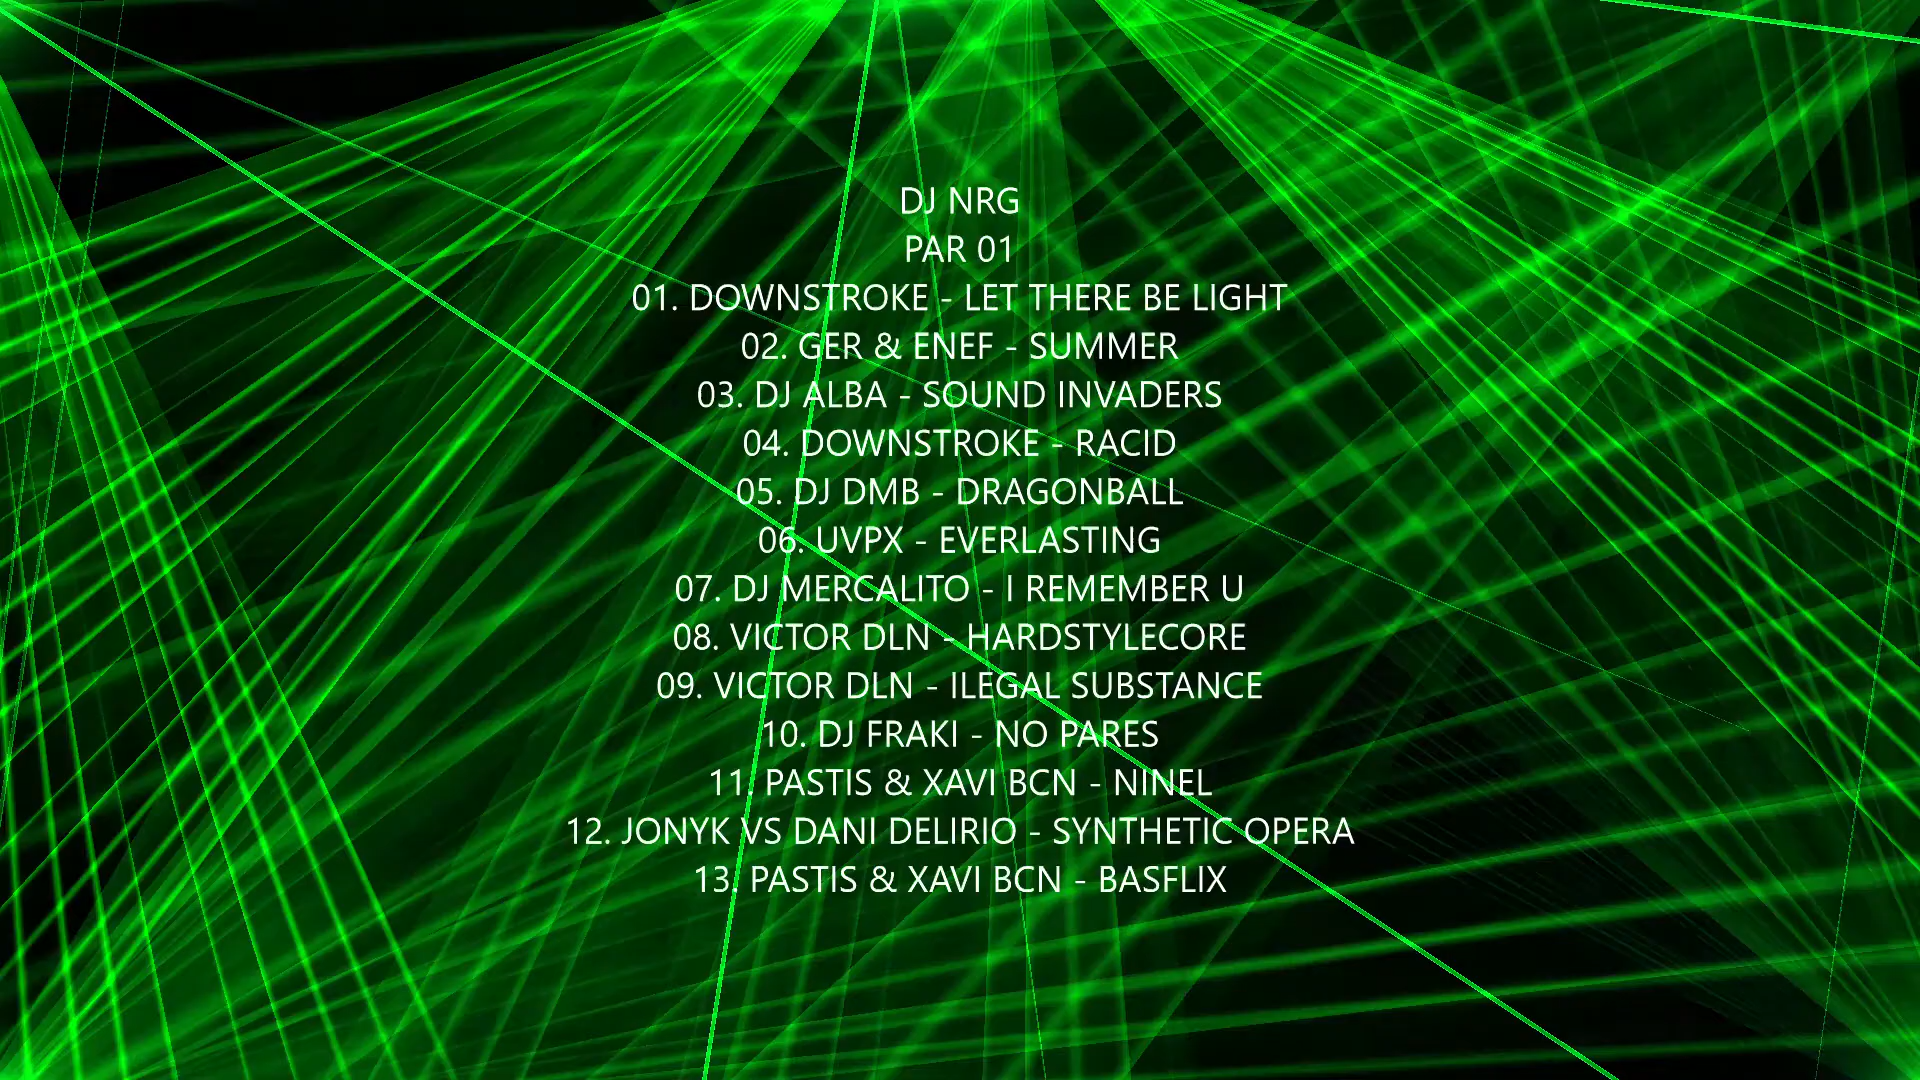 DJ NRG
PAR 01
01. DOWNSTROKE - LET THERE BE LIGHT
02. GER & ENEF - SUMMER
03. DJ ALBA - SOUND INVADERS
04. DOWNSTROKE - RACID
05. DJ DMB - DRAGONBALL
06. UVPX - EVERLASTING
07. DJ MERCALITO - I REMEMBER U
08. VICTOR DLN - HARDSTYLECORE
09. VICTOR DLN - ILEGAL SUBSTANCE
10. DJ FRAKI - NO PARES
11. PASTIS & XAVI BCN - NINEL
12. JONYK VS DANI DELIRIO - SYNTHETIC OPERA
13. PASTIS & XAVI BCN - BASFLIX